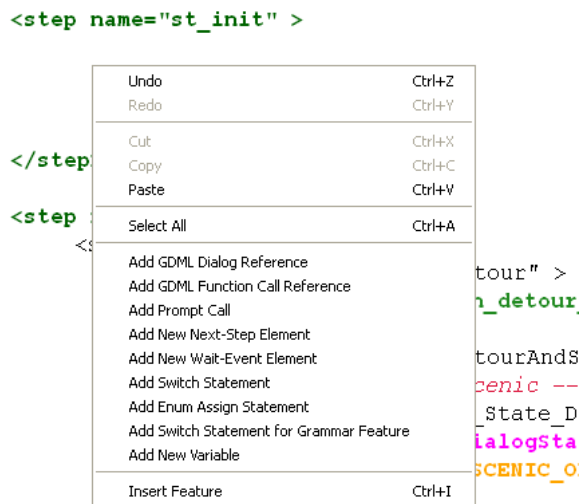 <step name="st_init" >
Undo Ctrl+Z
Redo Ctrl+Y
Cut Ctrl+X
Copy Ctrl+C
</step
Paste Ctrl+V
<step
Select All Ctrl+A
Add GDML Dialog Reference
tour" >
Add GDML Function Call Reference
n_detour_
Add Prompt Call
Add New Next-Step Element
Add New Wait-Event Element
tourAndS
Add Switch Statement
cenic --
Add Enum Assign Statement
_State_D
Add Switch Statement for Grammar Feature
ialogSta
Add New Variable
SCENIC_O
Insert Feature Ctrl+I